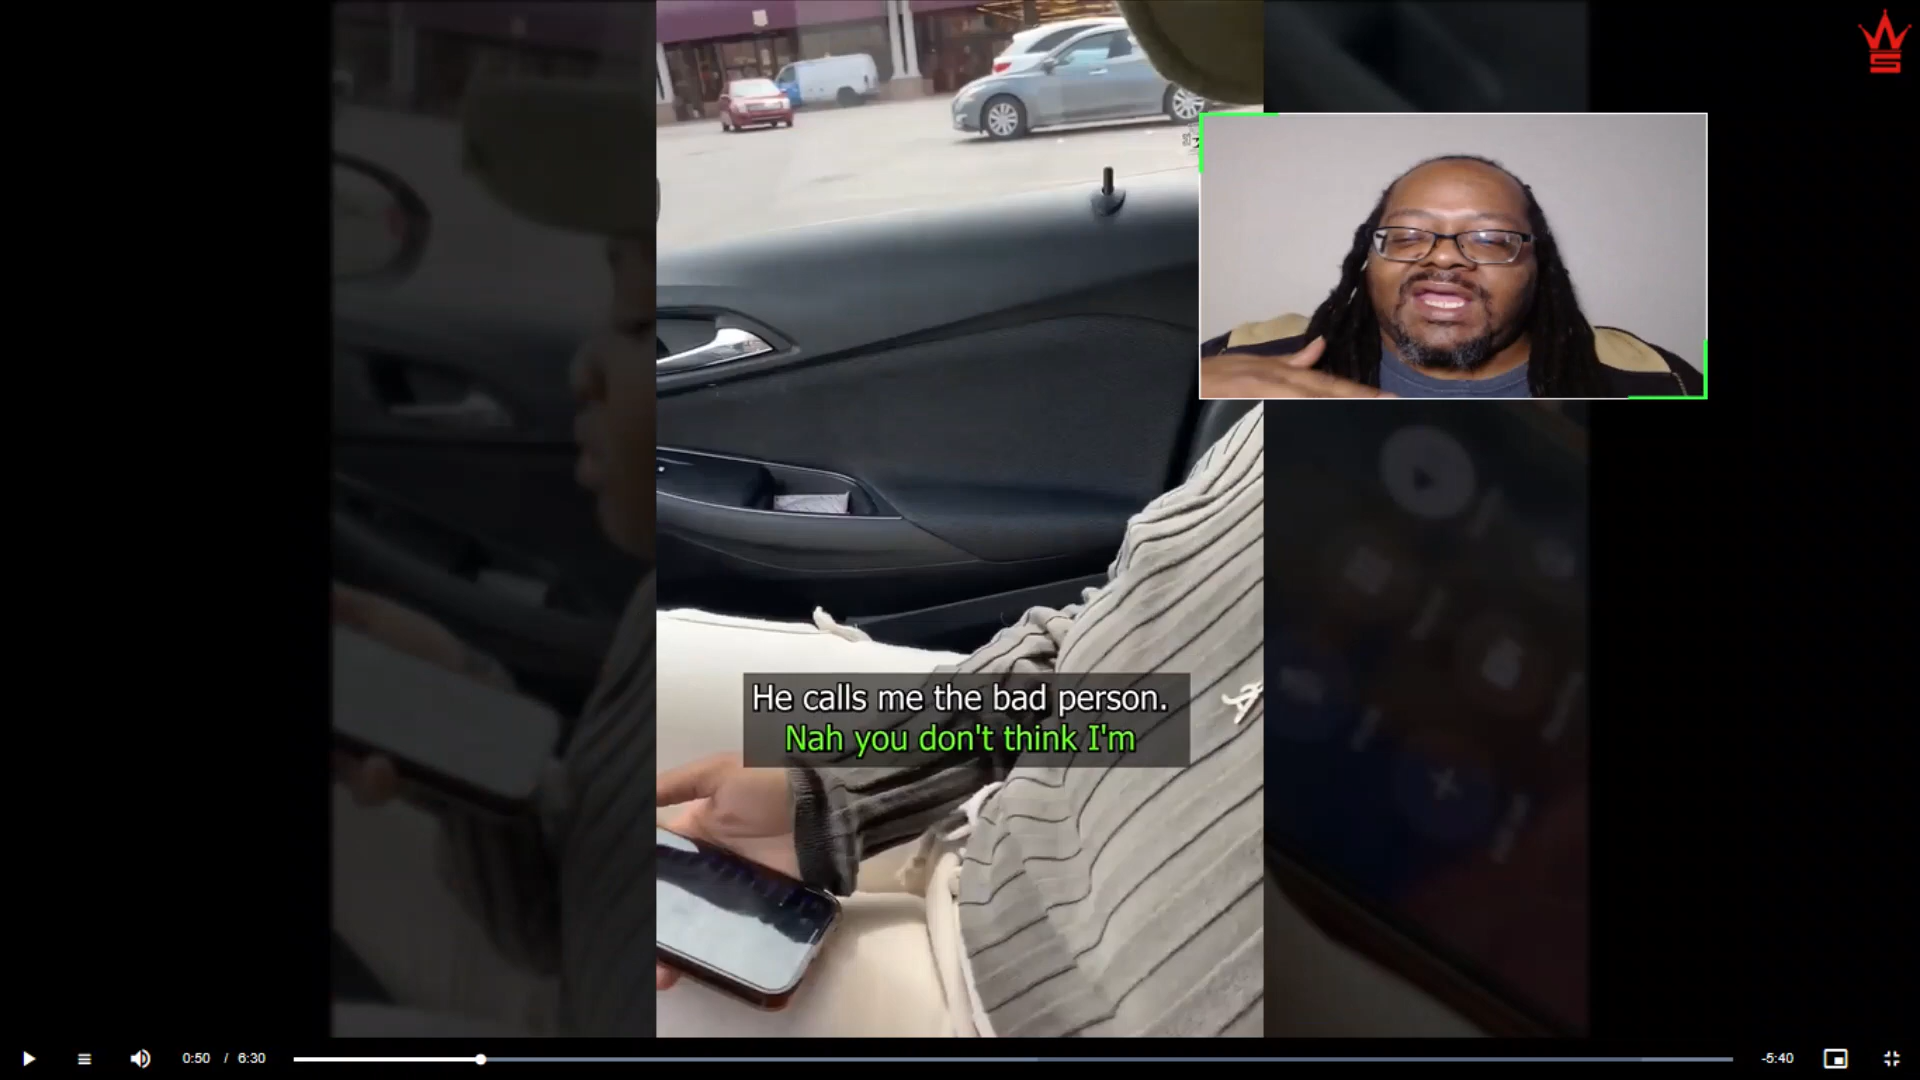 He calls me the bad person.
Nah you don't think I'm
0:50 / 6:30
-5:40